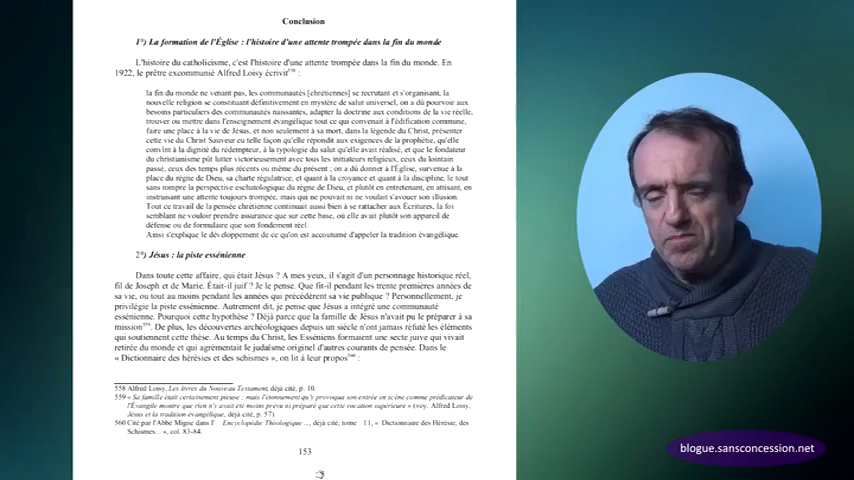 Conclusion
1°) La formation de l'Église : l'histoire d'une attente trompée dans la fin du monde
L'histoire du catholicisme, c'est l'histoire d'une attente trompée dans la fin du monde. En
1922, le prêtre excommunié Alfred Loisy écrivit558 :
la fin du monde ne venant pas, les communautés [chrétiennes] se recrutant et s'organisant, la
nouvelle religion se constituant définitivement en mystère de salut universel, on a dû pourvoir aux
besoins particuliers des communautés naissantes, adapter la doctrine aux conditions de la vie réelle,
trouver ou mettre dans l'enseignement évangélique tout ce qui convenait à l'édification commune,
faire une place à la vie de Jésus, et non seulement à sa mort, dans la légende du Christ, présenter
cette vie du Christ Sauveur en telle façon qu'elle répondit aux exigences de la prophétie, qu'elle
convînt à la dignité du rédempteur, à la typologie du salut qu'elle avait réalisé, et que le fondateur
du christianisme pût lutter victorieusement avec tous les initiateurs religieux, ceux du lointain
passé, ceux des temps plus récents ou même du présent ; on a dû donner à l'Église, survenue à la
place du règne de Dieu, sa charte régulatrice, et quant à la croyance et quant à la discipline, le tout
sans rompre la perspective eschatologique du règne de Dieu, et plutôt en entretenant, en attisant, en
instruisant une attente toujours trompée, mais qui ne pouvait ni ne voulait s'avouer son illusion.
Tout ce travail de la pensée chrétienne continuait aussi bien à se rattacher aux Écritures, la foi
semblant ne vouloir prendre assurance que sur cette base, où elle avait plutôt son appareil de
défense ou de formulaire que son fondement réel.
Ainsi s'explique le développement de ce qu'on est accoutumé d'appeler la tradition évangélique.
2°) Jésus : la piste essénienne
Dans toute cette affaire, qui était Jésus ? A mes yeux, il s'agit d'un personnage historique réel,
fil de Joseph et de Marie. Était-il juif ? Je le pense. Que fit-il pendant les trente premières années de
sa vie, ou tout au moins pendant les années qui précédèrent sa vie publique ? Personnellement, je
privilégie la piste essénienne. Autrement dit, je pense que Jésus a intégré une communauté
essénienne. Pourquoi cette hypothèse ? Déjà parce que la famille de Jésus n'avait pu le préparer à sa
mission559. De plus, les découvertes archéologiques depuis un siècle n'ont jamais réfuté les éléments
qui soutiennent cette thèse. Au temps du Christ, les Esséniens formaient une secte juive qui vivait
retirée du monde et qui agrémentait le judaïsme originel d'autres courants de pensée. Dans le
« Dictionnaire des hérésies et des schismes », on lit à leur propos560 :
558 Alfred Loisy, Les livres du Nouveau Testament, déjà cité, p. 10.
559 « Sa famille était certainement pieuse ; mais l'étonnement qu'y provoqua son entrée en scène comme prédicateur de
l'Évangile montre que rien n'y avait été moins prévu ni préparé que cette vocation supérieure » (voy. Alfred Loisy,
Jésus et la tradition évangélique, déjà cité, p. 57).
560 Cité par l'Abbé Migne dans l' Encyclopédie Théologique ..., déjà cité, tome 11, « Dictionnaire des Hérésie, des
Schismes... », col. 83-84.
153
blogue.sansconcession.net